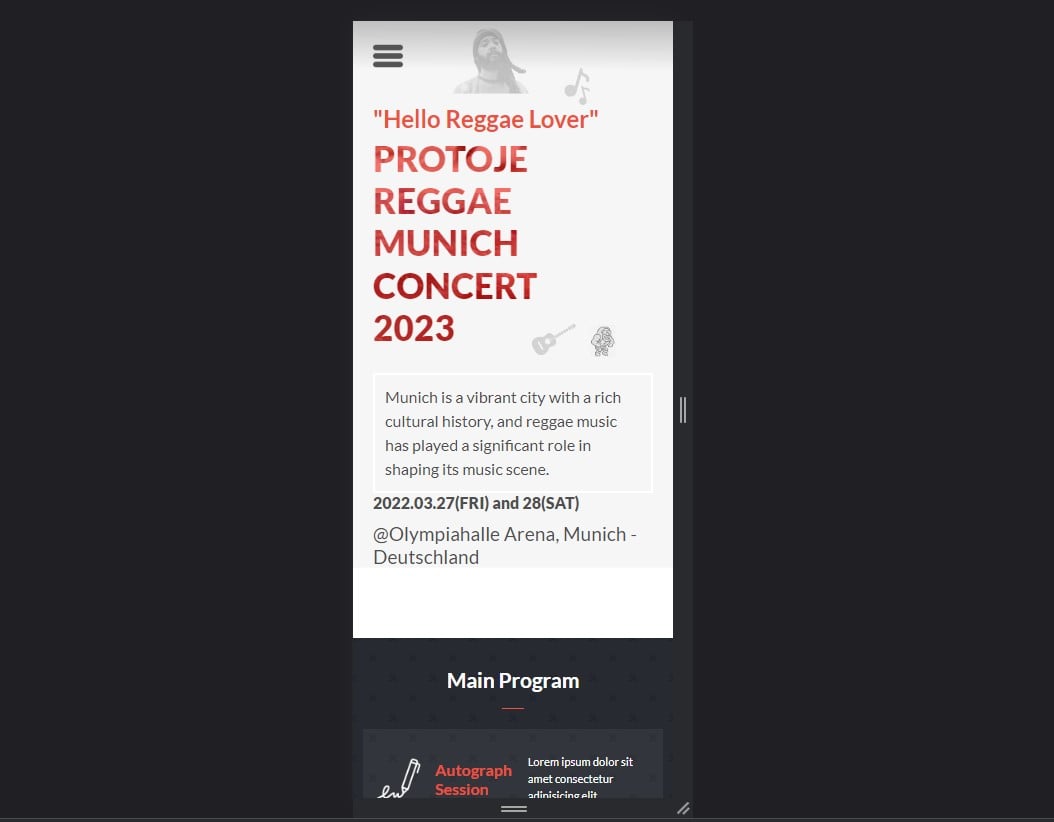 "Hello Reggae Lover"
PROTOJE
REGGAE
MUNICH
CONCERT
2023
Munich is a vibrant city with a rich
cultural history, and reggae music
has played a significant role in
shaping its music scene.
2022.03.27(FRI) and 28(SAT)
@Olympiahalle Arena, Munich -
Deutschland
Main Program
Autograph
Session
Lorem ipsum dolor sit
amet consectetur
adipisicing elit